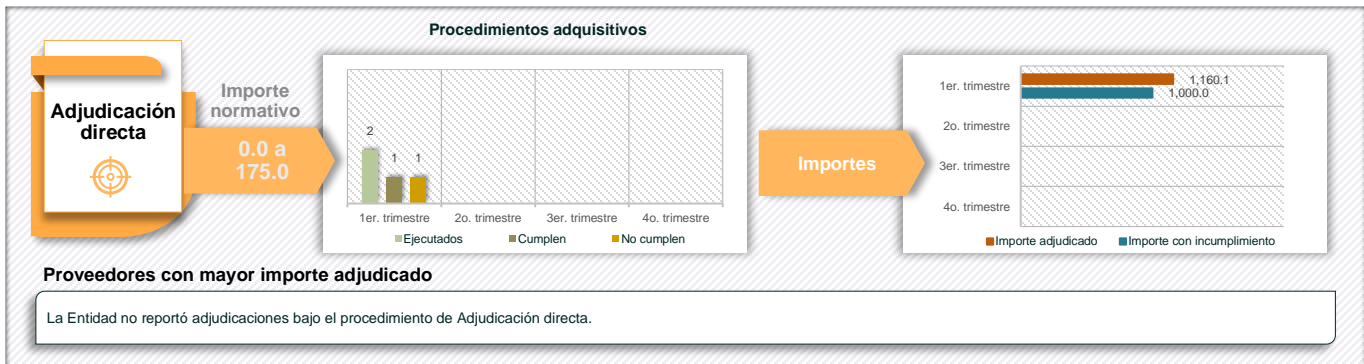 Procedimientos adquisitivos
Adjudicación
directa
Importe
normativo
0.0 a
175.0
2
1
1
1er. trimestre
2o. trimestre
3er. trimestre
4o. trimestre
Ejecutados
Cumplen
No cumplen
Importes
1er. trimestre
1,160.1
1,000.0
2o. trimestre
3er. trimestre
4o. trimestre
Importe adjudicado
Importe con incumplimiento
Proveedores con mayor importe adjudicado
La Entidad no reportó adjudicaciones bajo el procedimiento de Adjudicación directa.